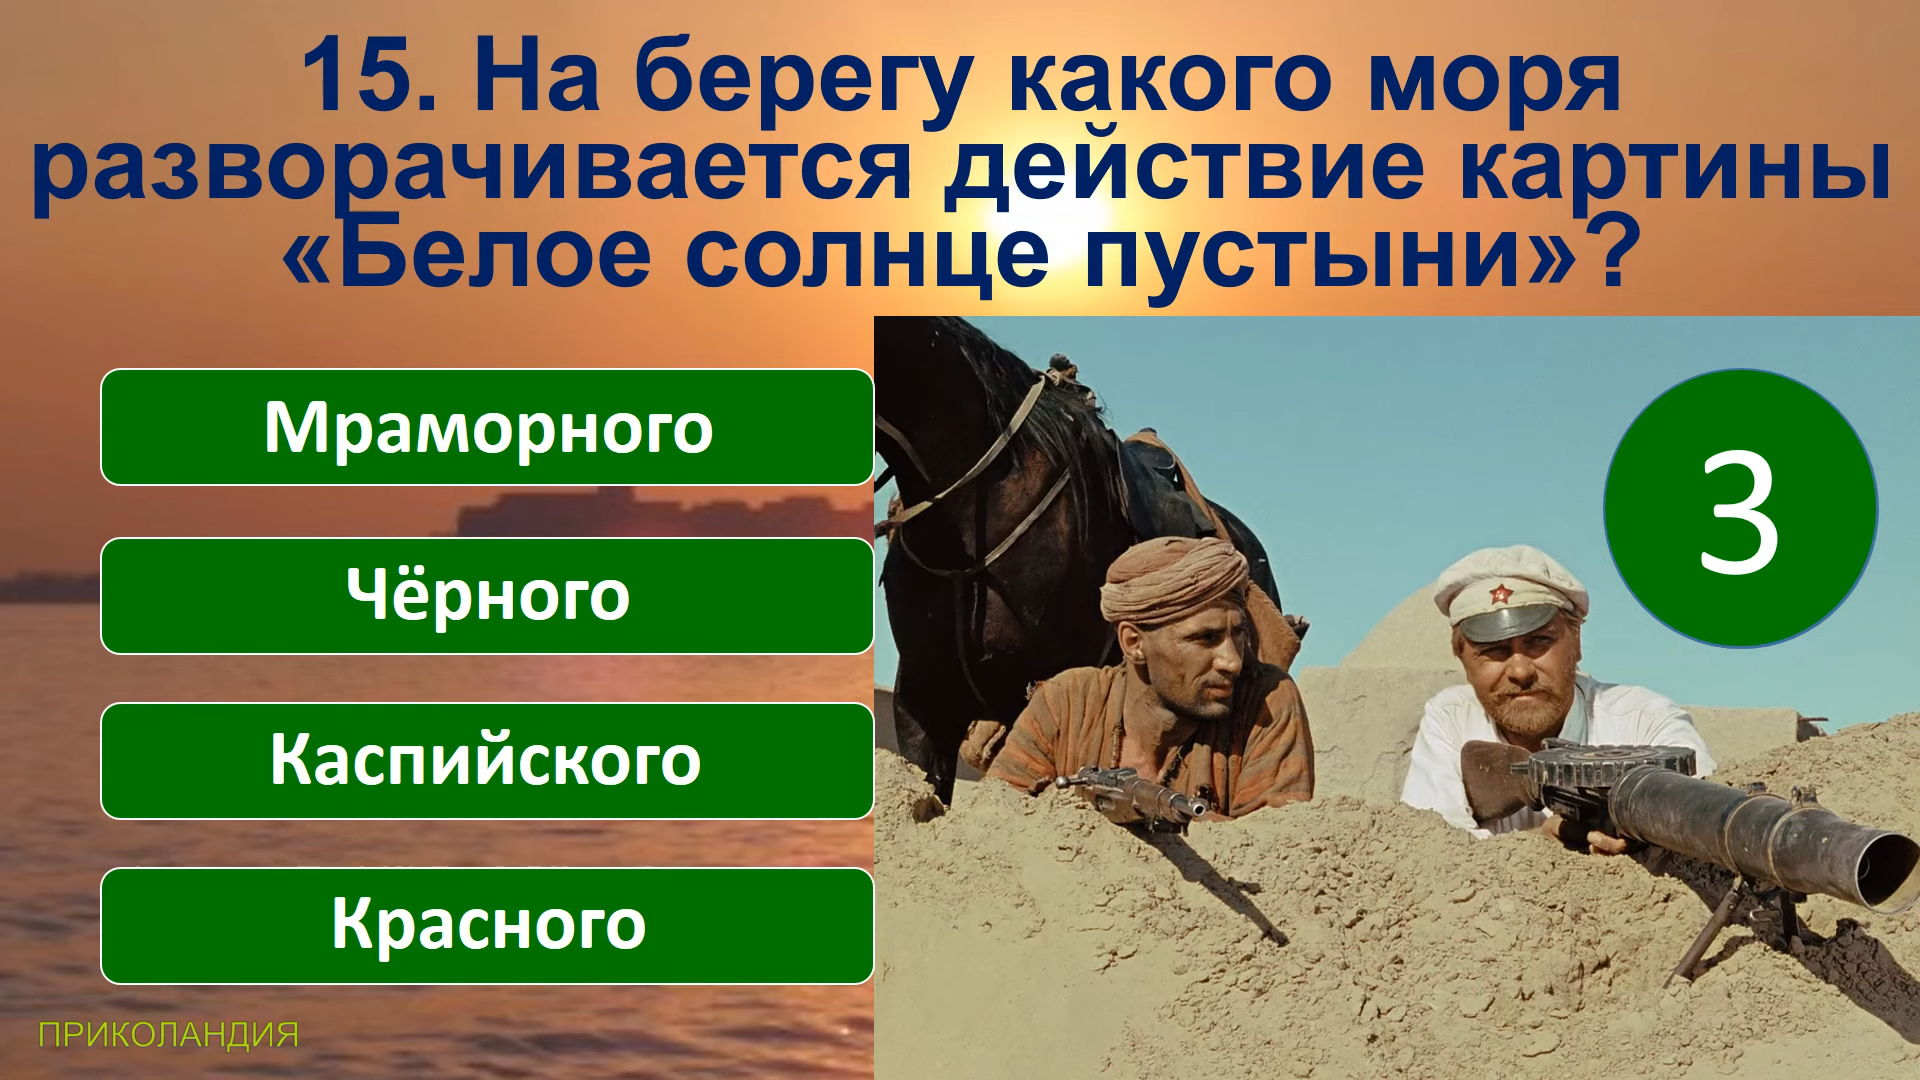 15. На берегу какого моря
разворачивается действие картины
«Белое солнце пустыни»?
Мраморного
3
Чёрного
Каспийского
Красного
ПРИКОЛАНДИЯ